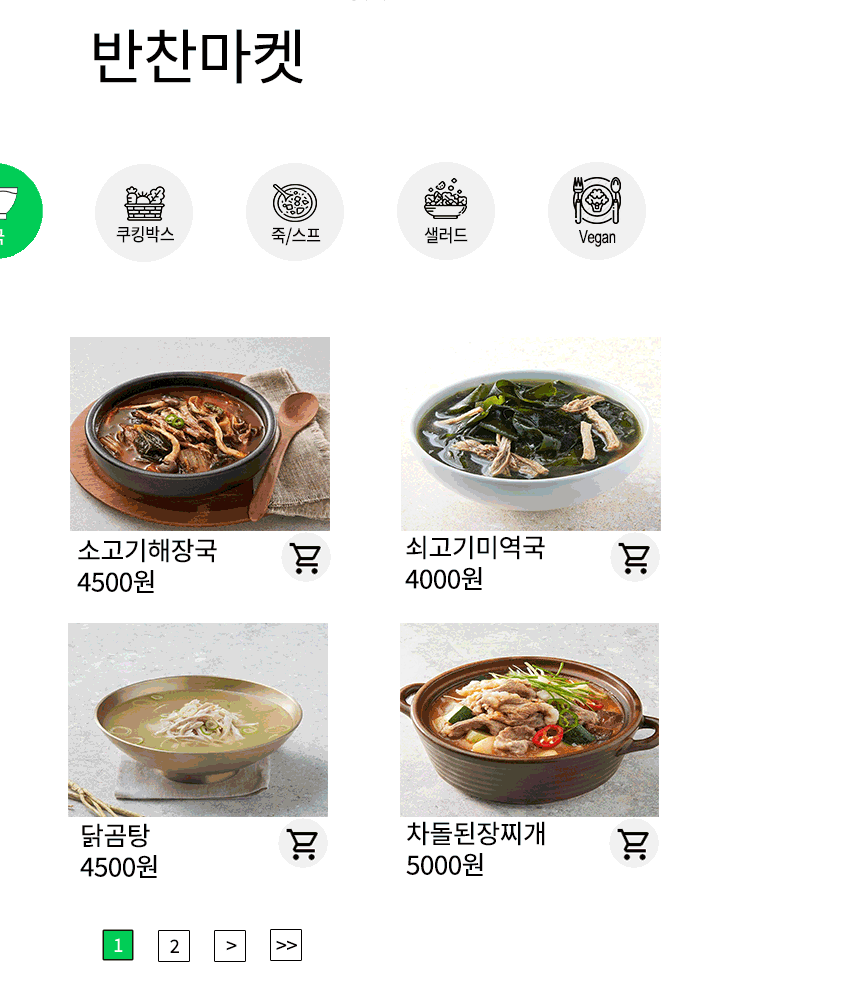 반찬마켓
국
쿠킹박스
죽/스프
샐러드
Vegan
소고기해장국
4500원
쇠고기미역국
4000원
닭곰탕
4500원
차돌된장찌개
5000원
1
2
>
>>